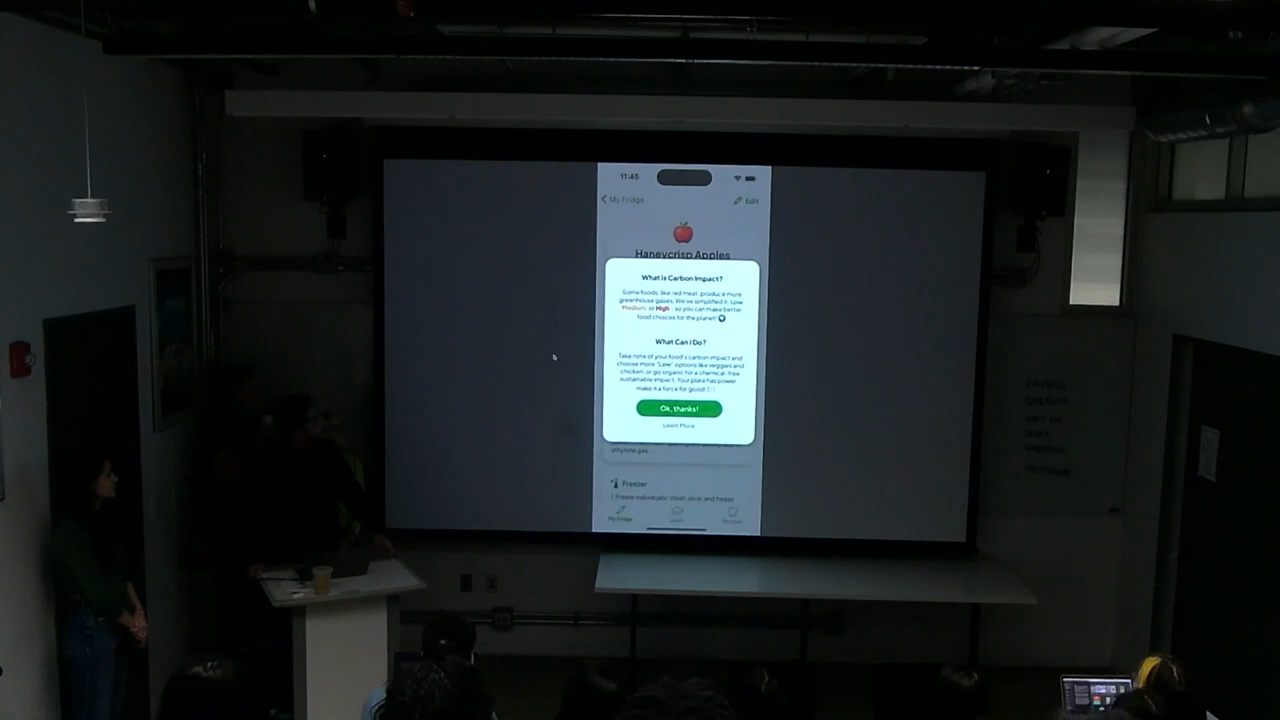 11:45
My Fridge
Edit
Honeycrisp Apples
What is Carbon Impact?
Some foods, like red meat, produce more
greenhouse gases. We've simplified it: Low,
Medium, or High - so you can make better
food choices for the planet!
What Can I Do?
Take note of your food's carbon impact and
choose more "Low" options like veggies and
chicken, or go organic for a chemical-free
sustainable impact. Your plate has power -
make it a force for good!
Ok, thanks!
Learn More
ethylene gas.
Freezer
1. Freeze Individually: Wash, slice, and freeze
My Fridge